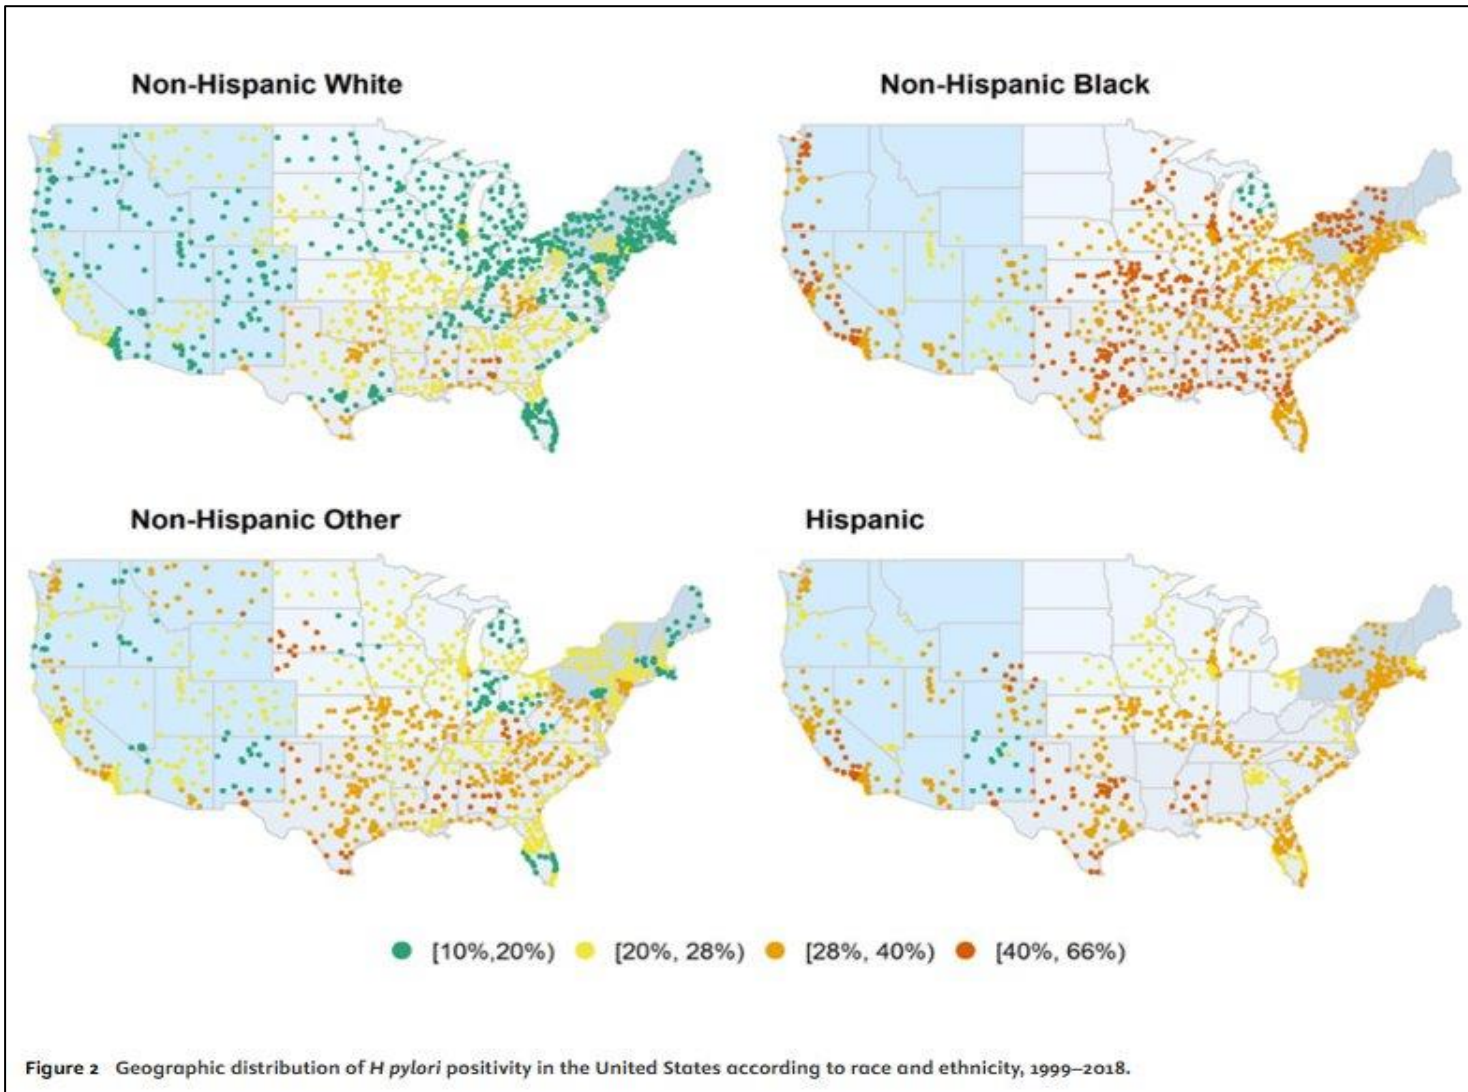 Non-Hispanic White
Non-Hispanic Black
Non-Hispanic Other
Hispanic
[10%,20%) [20%, 28%) [28%, 40%) [40%, 66%)
Figure 2 Geographic distribution of H pylori positivity in the United States according to race and ethnicity, 1999–2018.